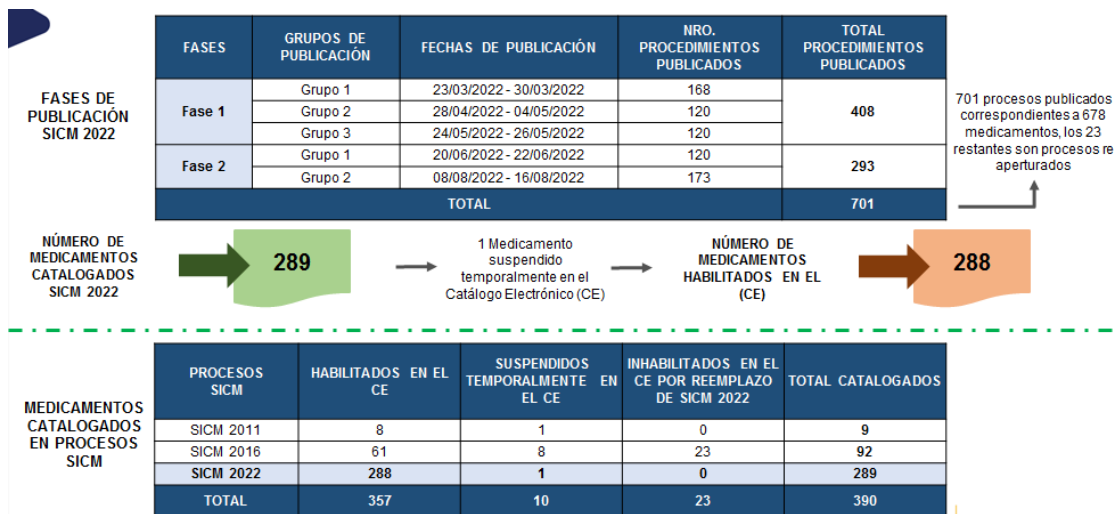 FASES DE
PUBLICACIÓN
SICM 2022
FASES
GRUPOS DE
PUBLICACIÓN
FECHAS DE PUBLICACIÓN
NRO.
PROCEDIMIENTOS
PUBLICADOS
TOTAL
PROCEDIMIENTOS
PUBLICADOS
Fase 1
Grupo 1
23/03/2022 - 30/03/2022
168
408
Grupo 2
28/04/2022 - 04/05/2022
120
Grupo 3
24/05/2022 - 26/05/2022
120
Fase 2
Grupo 1
20/06/2022 - 22/06/2022
120
293
Grupo 2
08/08/2022 - 16/08/2022
173
TOTAL
701
701 procesos publicados
correspondientes a 678
medicamentos, los 23
restantes son procesos re
aperturados
NÚMERO DE
MEDICAMENTOS
CATALOGADOS
SICM 2022
289
1 Medicamento
suspendido
temporalmente en el
Catálogo Electrónico (CE)
NÚMERO DE
MEDICAMENTOS
HABILITADOS EN EL
(CE)
288
MEDICAMENTOS
CATALOGADOS
EN PROCESOS
SICM
PROCESOS
SICM
HABILITADOS EN EL
CE
SUSPENDIDOS
TEMPORALMENTE EN
EL CE
INHABILITADOS EN EL
CE POR REEMPLAZO
DE SICM 2022
TOTAL CATALOGADOS
SICM 2011
8
1
0
9
SICM 2016
61
8
23
92
SICM 2022
288
1
0
289
TOTAL
357
10
23
390